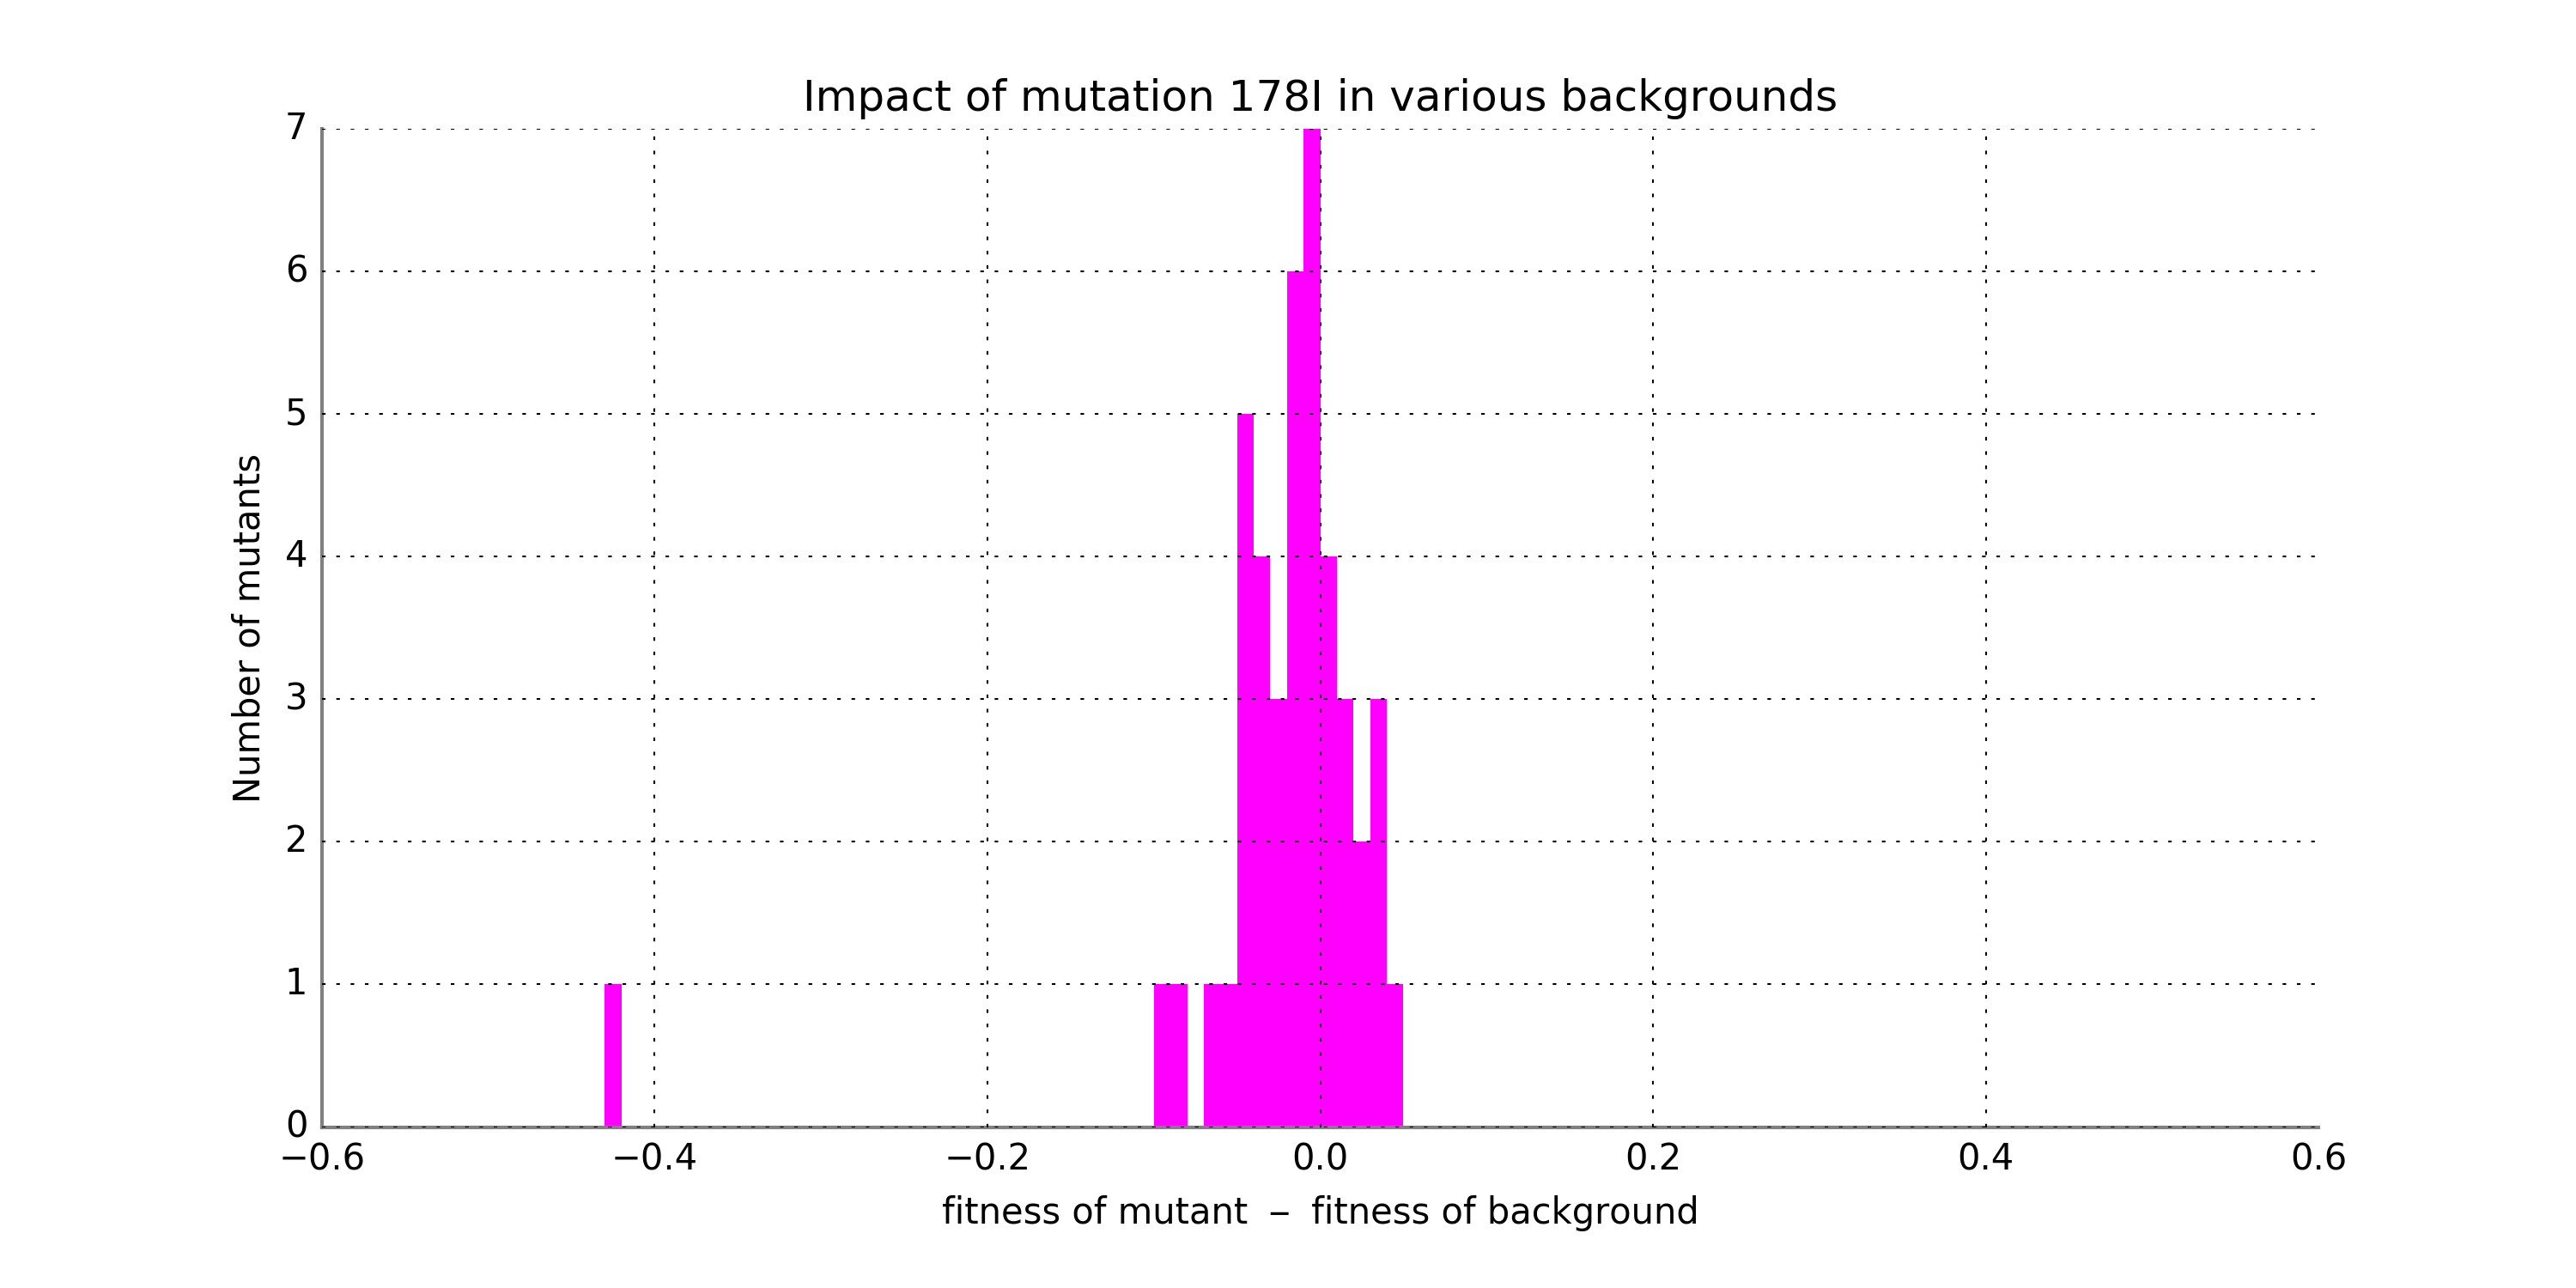 Impact of mutation 178I in various backgrounds
7
6
5
4
3
2
1
0
Number of mutants
−0.6 −0.4 −0.2 0.0 0.2 0.4 0.6
fitness of mutant − fitness of background